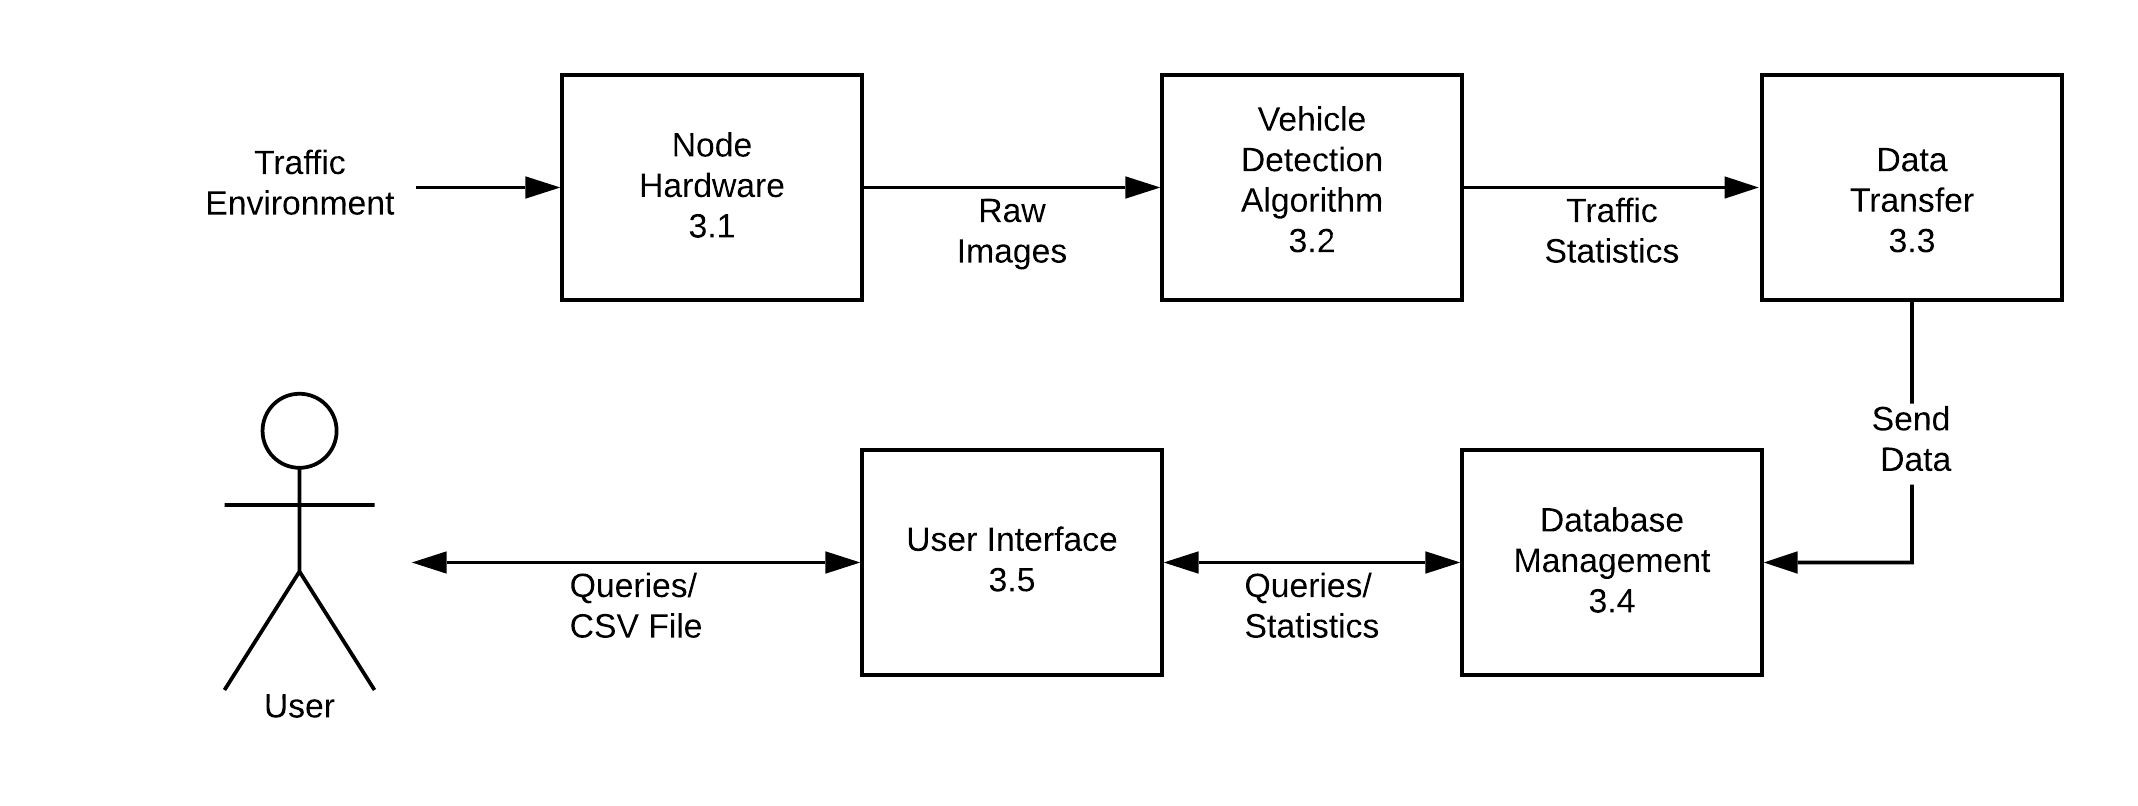 Traffic
Environment
Node
Hardware
3.1
Raw
Images
Vehicle
Detection
Algorithm
3.2
Traffic
Statistics
Data
Transfer
3.3
Send
Data
Database
Management
3.4
Queries/
Statistics
User Interface
3.5
Queries/
CSV File
User